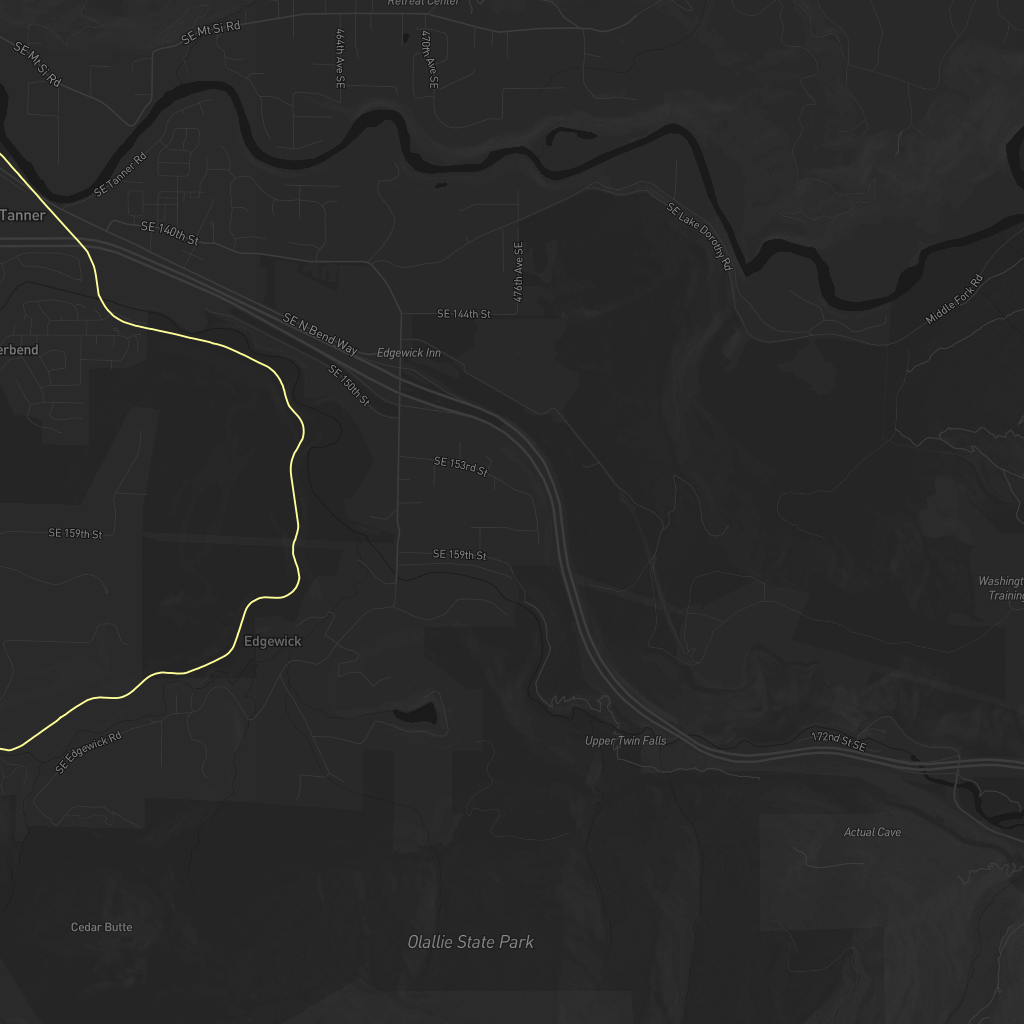 Retreat Center
SE Mt Si Rd
SE Mt Si Rd
464th Ave SE
470th Ave SE
SE Tanner Rd
Tanner
SE 140th St
SE Lake Dorothy Rd
476th Ave SE
Middle Fork Rd
SE 144th St
SE N Bend Way
erbend
Edgewick Inn
SE 150th St
SE 153rd St
SE 159th St
SE 159th St
Washingt
Training
Edgewick
SE Edgewick Rd
Upper Twin Falls
172nd St SE
Actual Cave
Cedar Butte
Olallie State Park